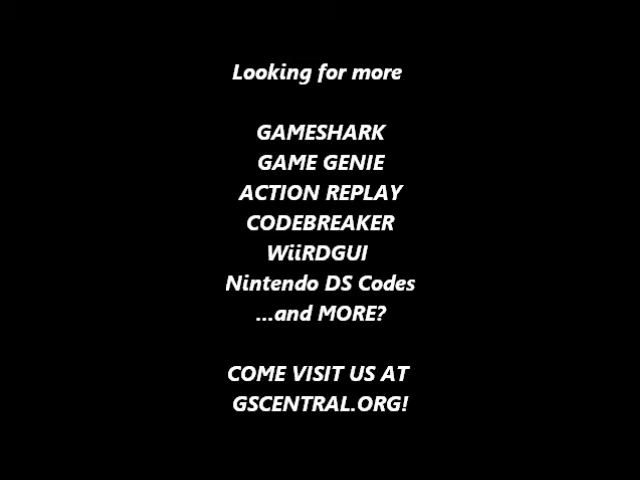 Looking for more
GAMESHARK
GAME GENIE
ACTION REPLAY
CODEBREAKER
WiiRDGUI
Nintendo DS Codes
...and MORE?
COME VISIT US AT
GSCENTRAL.ORG!